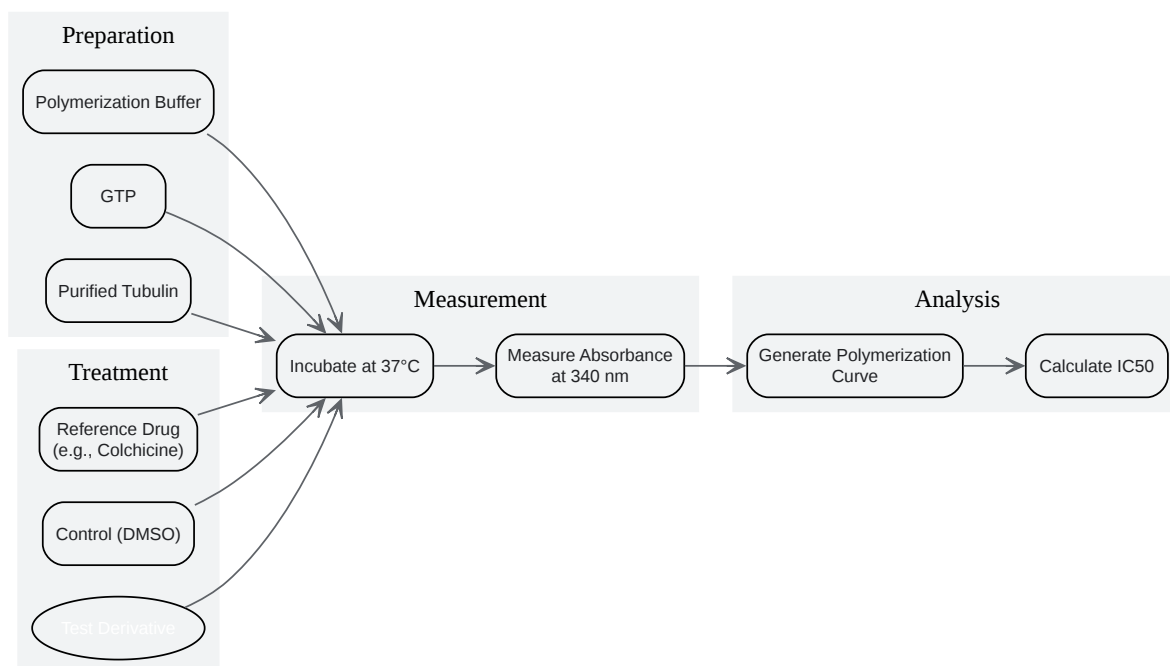 Preparation
Polymerization Buffer
GTP
Purified Tubulin
Treatment
Reference Drug
(e.g., Colchicine)
Control (DMSO)
Test Derivative
Measurement
Incubate at 37°C
Measure Absorbance
at 340 nm
Analysis
Generate Polymerization
Curve
Calculate IC50